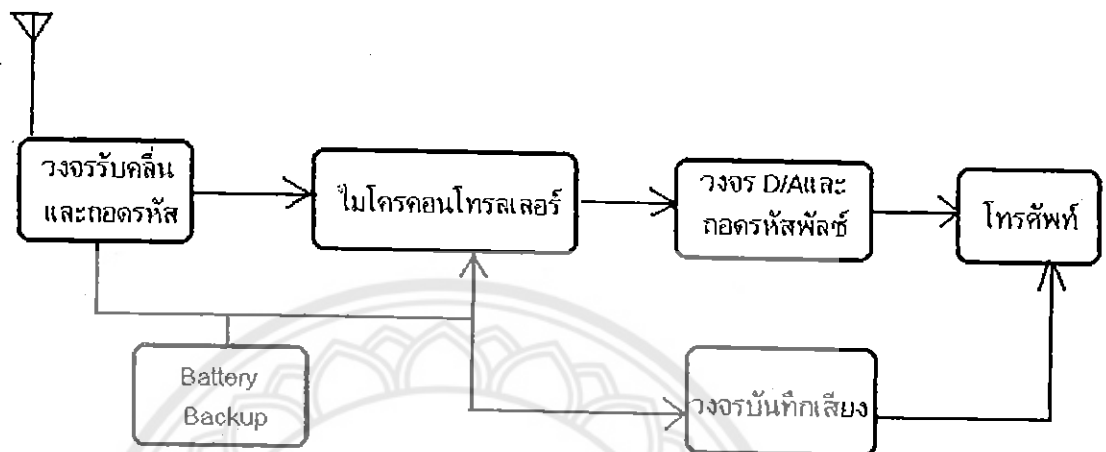 วงจรรับคลื่น
และถอดรหัส
ไมโครคอนโทรลเลอร์
วงจร D/Aและ
ถอดรหัสพัลซ์
โทรศัพท์
Battery
Backup
วงจรบันทึกเสียง